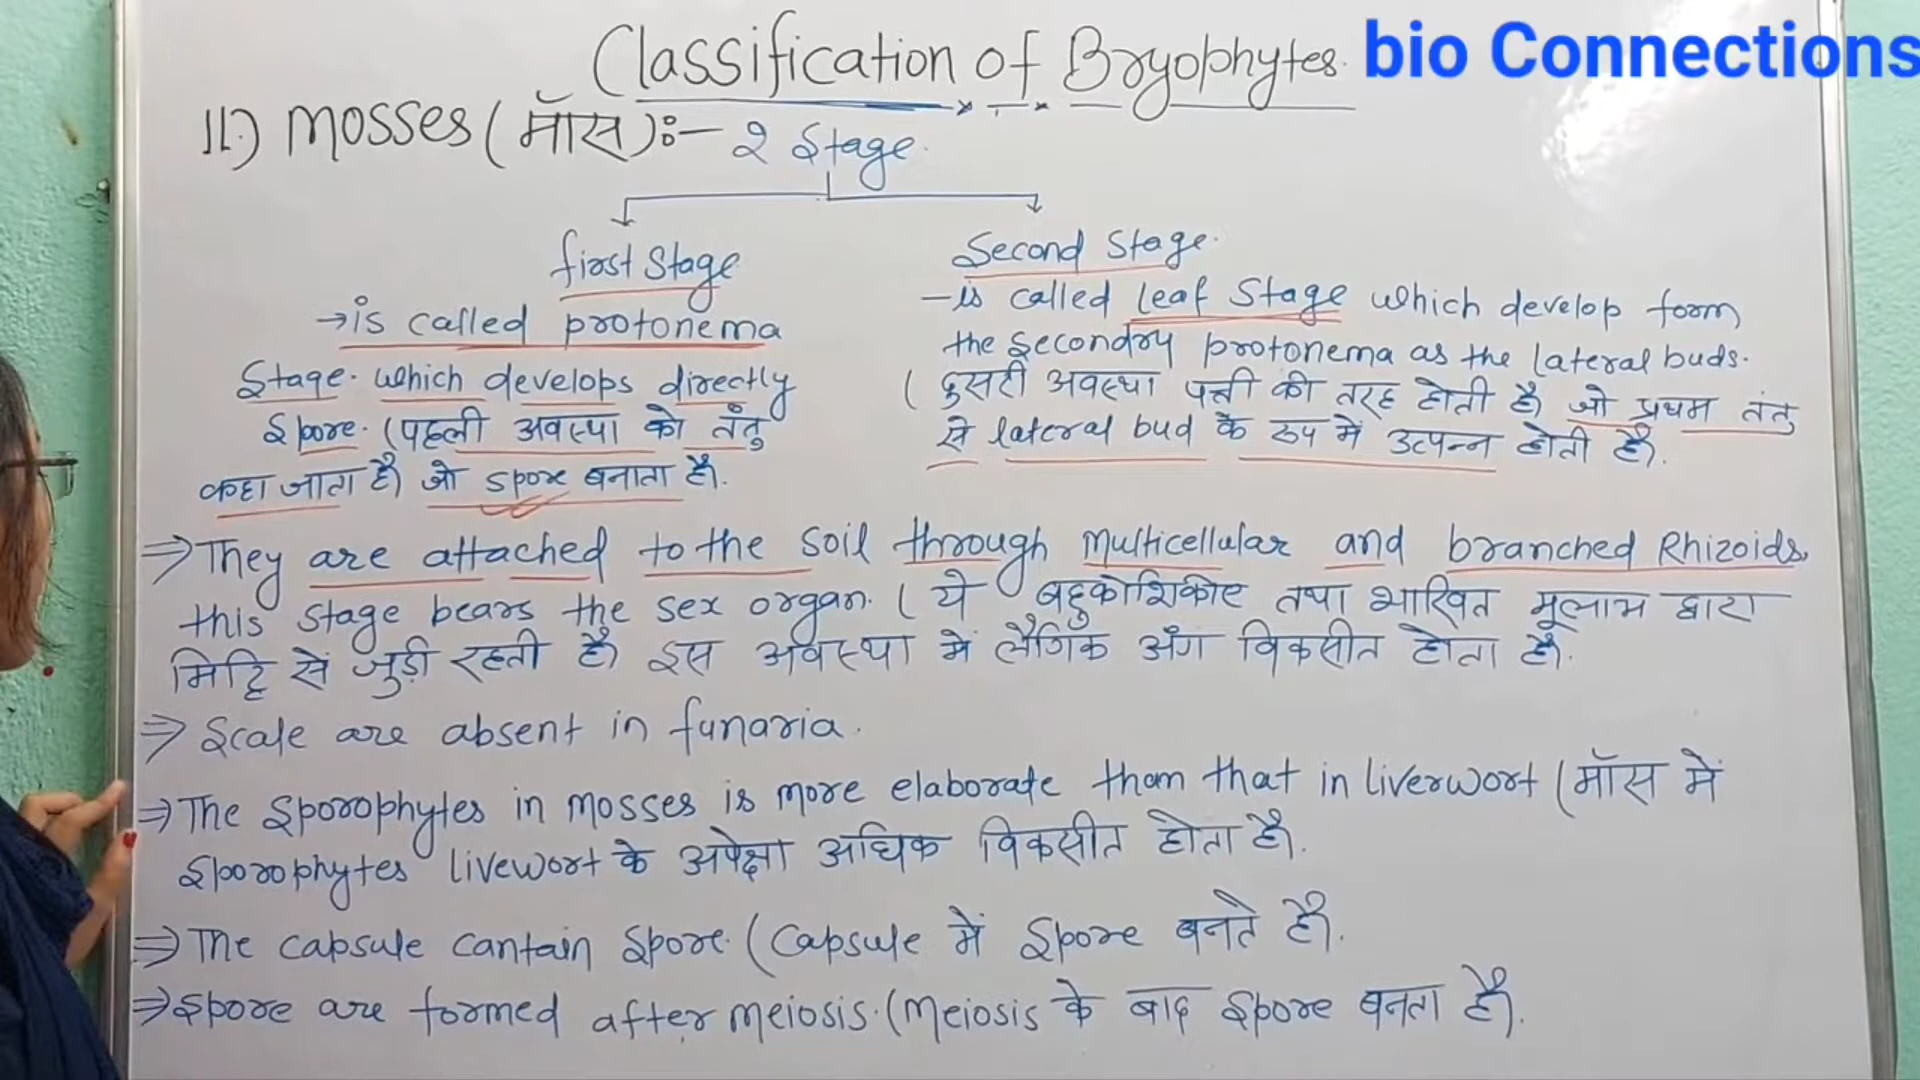 Classification of Bryophytes.
bio Connections
II.) Mosses (मॉस):- 2 Stage.
first Stage
→ is called protonema
Stage. which develops directly
Spore. (पहली अवस्था को तंतु
कहा जाता है। जो spore बनाता है।
Second Stage.
- is called leaf Stage which develop form
the Secondry protonema as the lateral buds.
( दुसरी अवस्था पत्ती की तरह होती है जो प्रथम तंतु
से lateral bud के रूप में उत्पन्न होती है।
⇒ They are attached to the soil through Multicellular and branched Rhizoids,
this stage bears the sex organ. ( ये बहुकोशिकीए तथा शाखित मूलाभ द्वारा
मिट्टि से जुड़ी रहती है। इस अवस्था में लैगिंक अंग विकसीत होता है।
⇒ Scale are absent in funaria.
⇒ The Sporophytes in mosses is more elaborate than that in liverwort (मॉस में
Sporophytes livewort के अपेक्षा अधिक विकसीत होता है।
⇒ The capsule cantain Spore. (Capsule में Spore बनते है।
⇒ Spore are formed after meiosis. (Meiosis के बाद Spore बनता है।